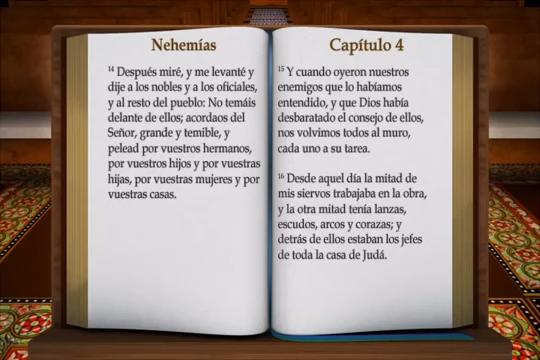 Nehemías
14 Después miré, y me levanté y
dije a los nobles y a los oficiales,
y al resto del pueblo: No temáis
delante de ellos; acordaos del
Señor, grande y temible, y
pelead por vuestros hermanos,
por vuestros hijos y por vuestras
hijas, por vuestras mujeres y por
vuestras casas.
Capítulo 4
15 Y cuando oyeron nuestros
enemigos que lo habíamos
entendido, y que Dios había
desbaratado el consejo de ellos,
nos volvimos todos al muro,
cada uno a su tarea.
16 Desde aquel día la mitad de
mis siervos trabajaba en la obra,
y la otra mitad tenía lanzas,
escudos, arcos y corazas; y
detrás de ellos estaban los jefes
de toda la casa de Judá.